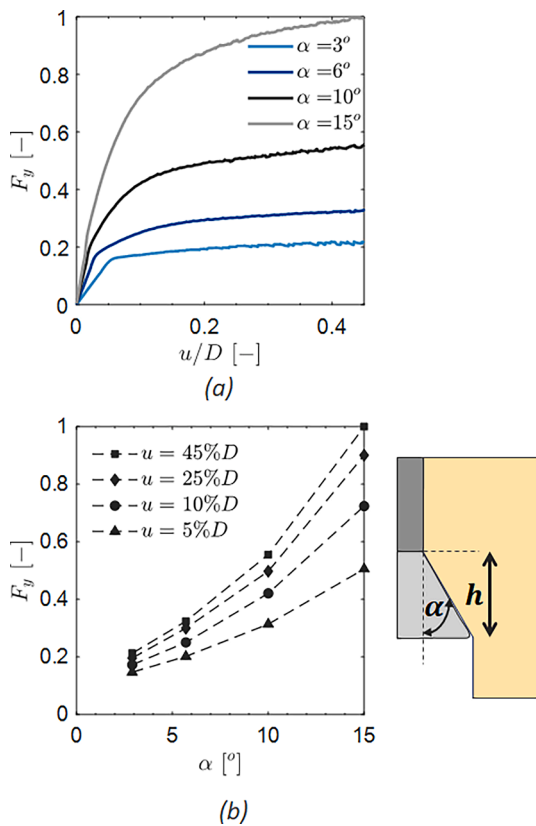 1
0.8
0.6
0.4
0.2
0
F_y [−]
α = 3°
α = 6°
α = 10°
α = 15°
0 0.2 0.4
u/D [−]
(a)
1
0.8
0.6
0.4
0.2
0
F_y [−]
u = 45%D
u = 25%D
u = 10%D
u = 5%D
0 5 10 15
α [°]
α h
(b)